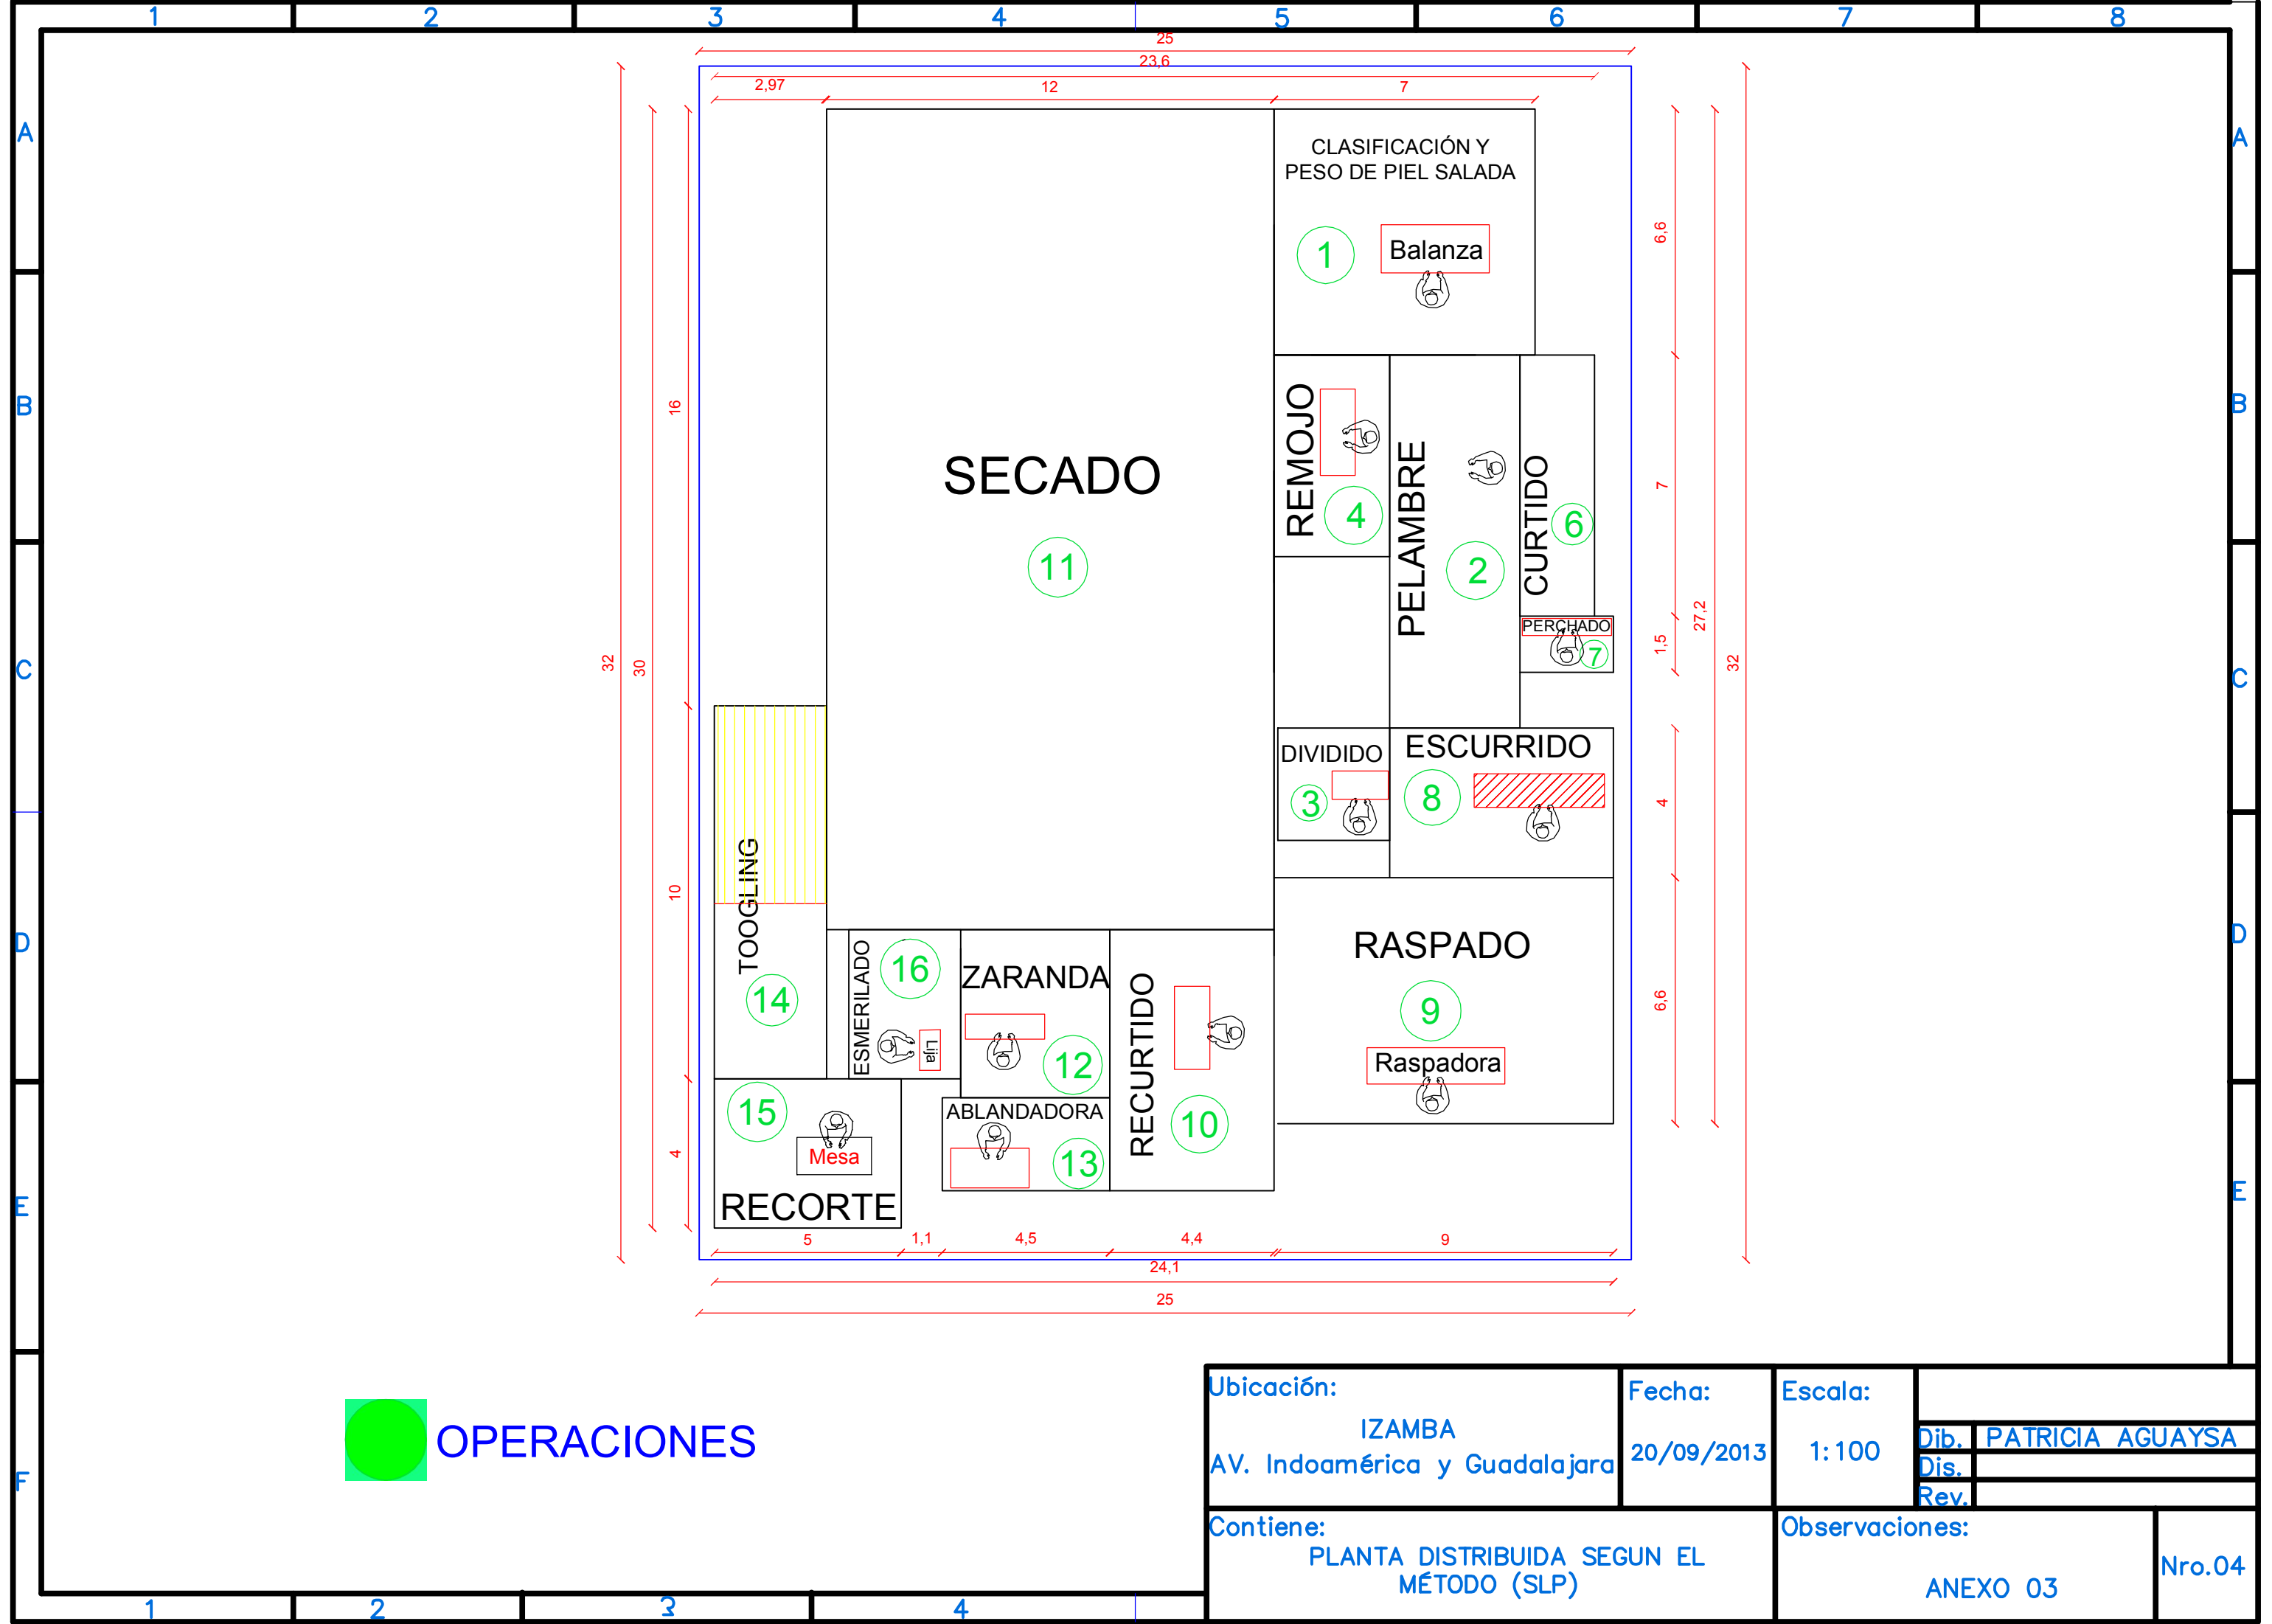 1 2 3 4 5 6 7 8
25
23,6
2,97 12 7
A A
CLASIFICACIÓN Y
PESO DE PIEL SALADA
6,6
1
Balanza
B B
16
REMOJO
4
PELAMBRE
2
CURTIDO
6
7
SECADO
11
27,2
PERCHADO
7
1,5
C C
32
30
32
DIVIDIDO
3
ESCURRIDO
8
4
TOOGLING
14
10
D D
ESMERILADO
16
Lija
ZARANDA
12
RECURTIDO
10
RASPADO
9
Raspadora
6,6
15
Mesa
RECORTE
4
ABLANDADORA
13
E E
5 1,1 4,5 4,4 9
24,1
25
OPERACIONES
F
Ubicación:
IZAMBA
AV. Indoamérica y Guadalajara
Fecha:
20/09/2013
Escala:
1:100
Dib. PATRICIA AGUAYSA
Dis.
Rev.
Contiene:
PLANTA DISTRIBUIDA SEGUN EL
MÉTODO (SLP)
Observaciones:
ANEXO 03
Nro.04
1 2 3 4